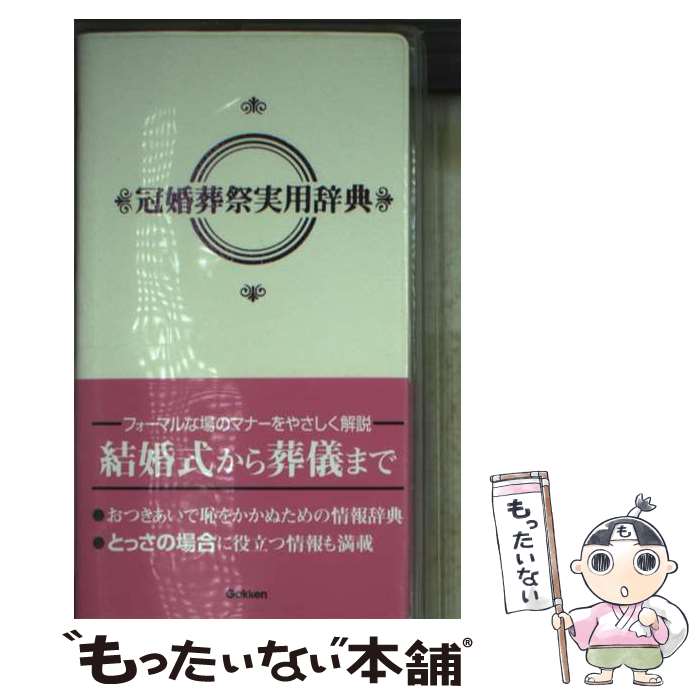 冠婚葬祭実用辞典
フォーマルな場のマナーをやさしく解説
結婚式から葬儀まで
●おつきあいで恥をかかぬための情報辞典
●とっさの場合に役立つ情報も満載
Gakken
もったいない
も
“もったいない”本舗®